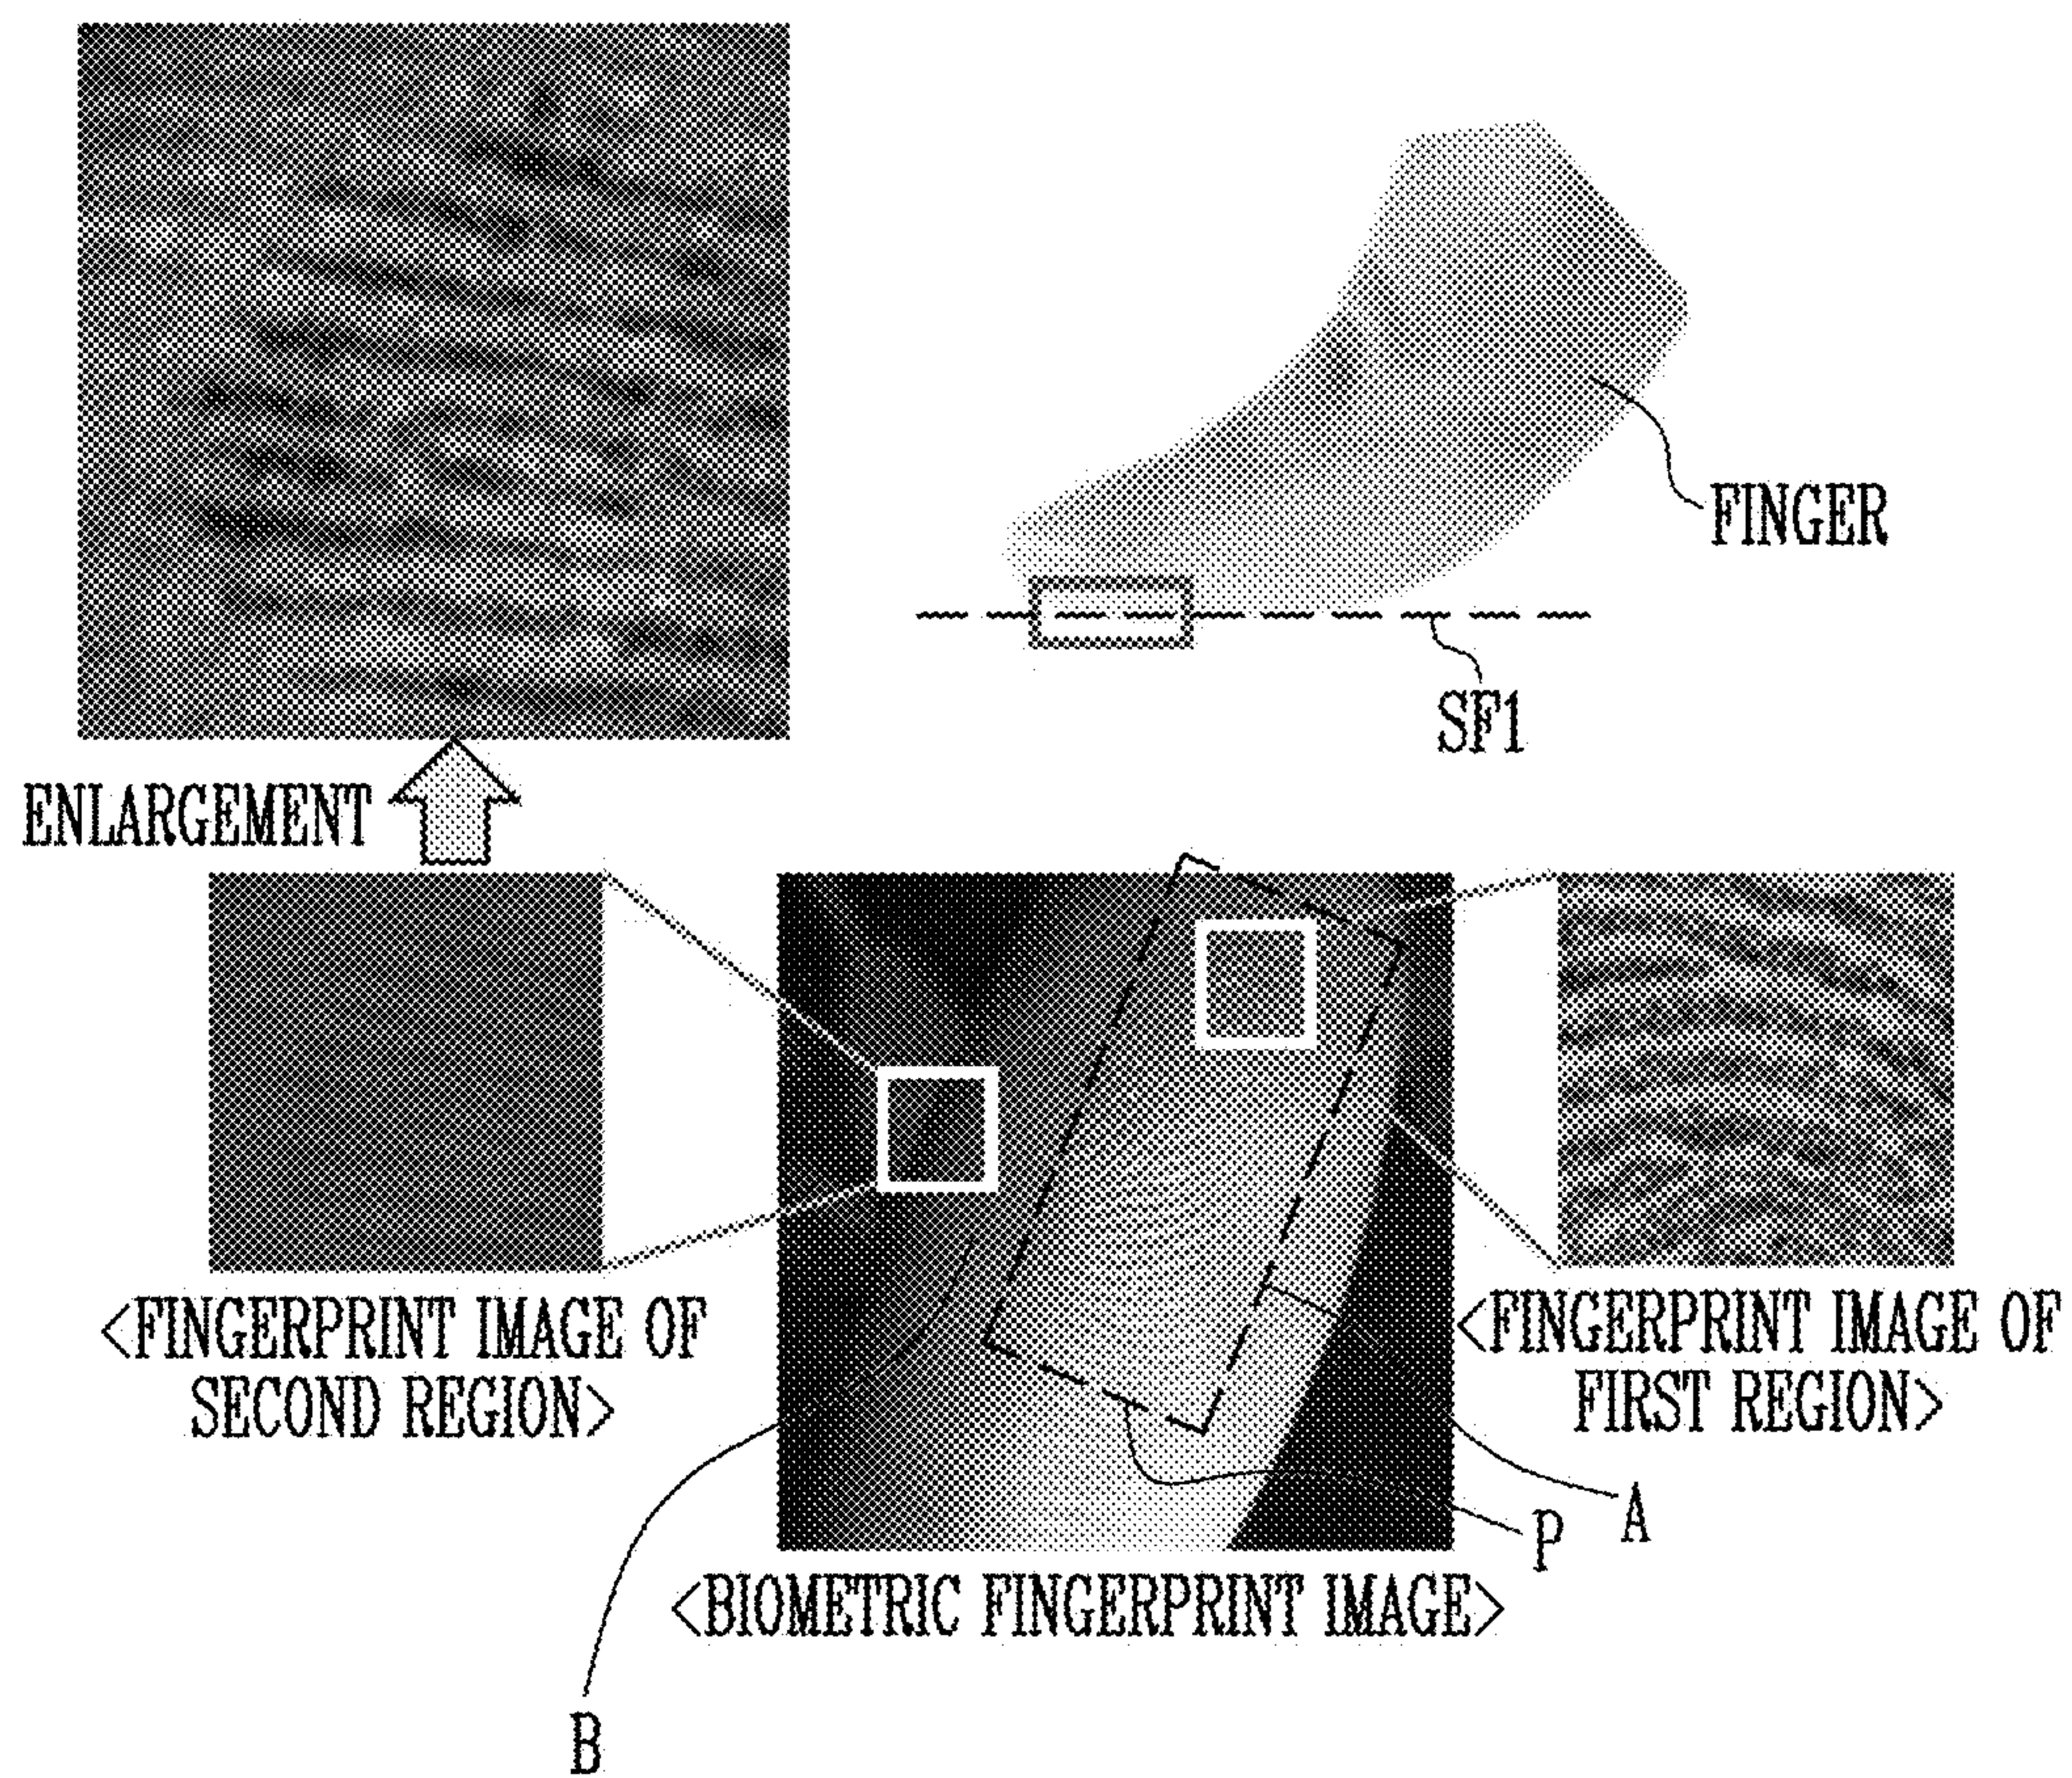 FINGER
SF1
ENLARGEMENT
<FINGERPRINT IMAGE OF
SECOND REGION>
<FINGERPRINT IMAGE OF
FIRST REGION>
A
P
<BIOMETRIC FINGERPRINT IMAGE>
B